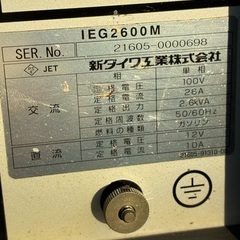 IEG2600M
SER. No. 21605-0000698
JET 新ダイワ工業株式会社
相 単相
交流 定格電圧 100V
定格電流 26A
定格出力 2.6kVA
定格周波数 50/60Hz
燃料の種類 ガソリン
直流 定格電圧 12V
定格電流 10A